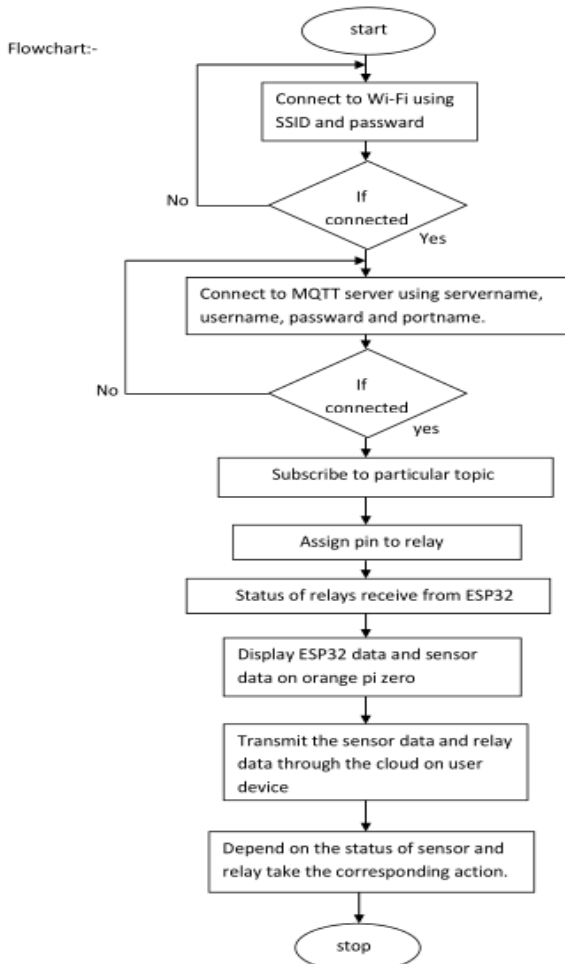 start
Flowchart:-
Connect to Wi-Fi using
SSID and passward
If
connected
No
Yes
Connect to MQTT server using servername,
username, password and portname.
If
connected
No
yes
Subscribe to particular topic
Assign pin to relay
Status of relays receive from ESP32
Display ESP32 data and sensor
data on orange pi zero
Transmit the sensor data and relay
data through the cloud on user
device
Depend on the status of sensor and
relay take the corresponding action.
stop